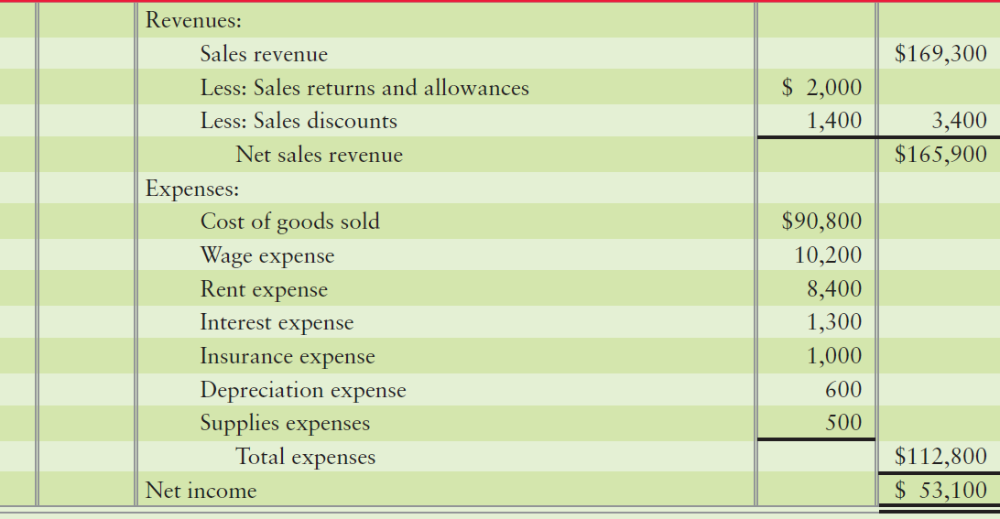 Revenues:
Sales revenue $169,300
Less: Sales returns and allowances $ 2,000
Less: Sales discounts 1,400 3,400
Net sales revenue $165,900
Expenses:
Cost of goods sold $90,800
Wage expense 10,200
Rent expense 8,400
Interest expense 1,300
Insurance expense 1,000
Depreciation expense 600
Supplies expenses 500
Total expenses $112,800
Net income $ 53,100